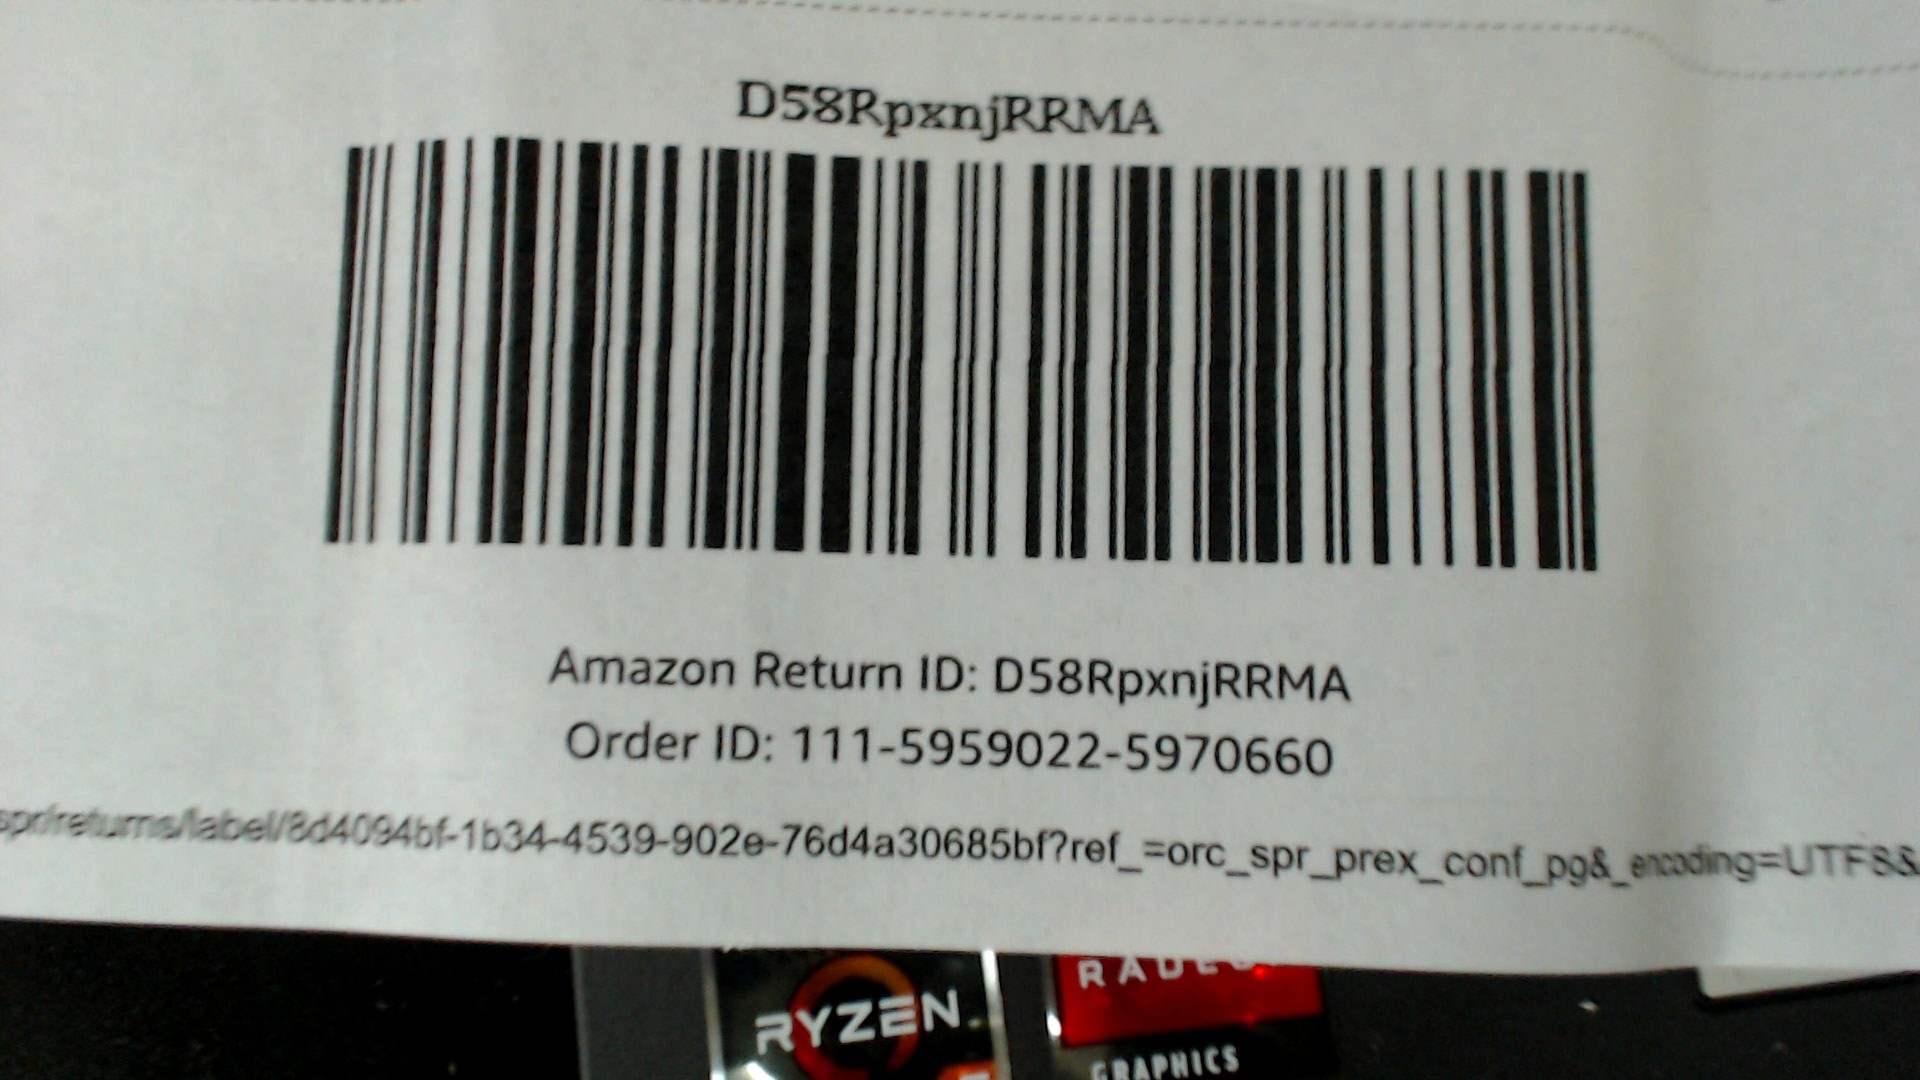 D58RpxnjRRMA
Amazon Return ID: D58RpxnjRRMA
Order ID: 111-5959022-5970660
spr/returns/label/8d4094bf-1b34-4539-902e-76d4a30685bf?ref_=orc_spr_prex_conf_pg&_encoding=UTF8&
RYZEN
GRAPHICS